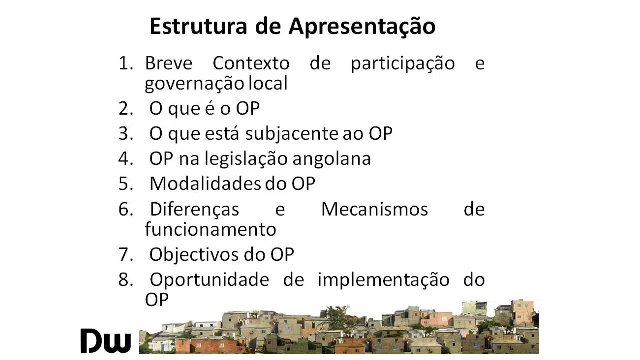 Estrutura de Apresentação
1. Breve Contexto de participação e
governação local
2. O que é o OP
3. O que está subjacente ao OP
4. OP na legislação angolana
5. Modalidades do OP
6. Diferenças e Mecanismos de
funcionamento
7. Objectivos do OP
8. Oportunidade de implementação do
OP
Dw